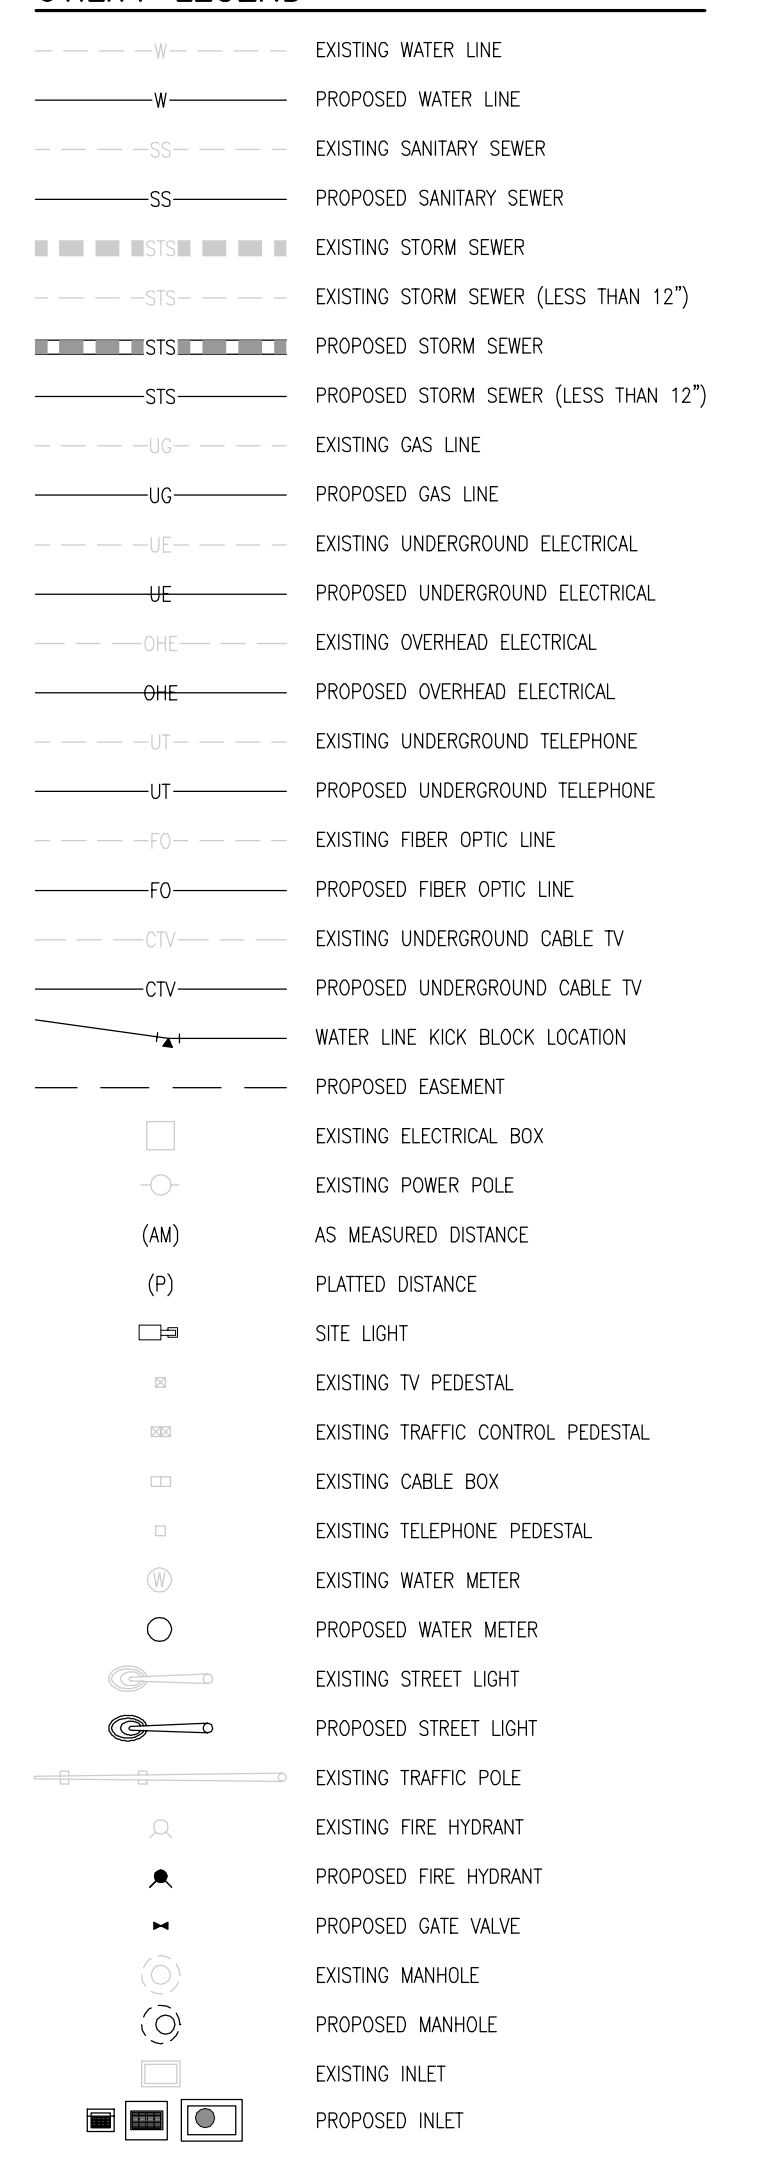 W EXISTING WATER LINE
W PROPOSED WATER LINE
SS EXISTING SANITARY SEWER
SS PROPOSED SANITARY SEWER
STS EXISTING STORM SEWER
STS EXISTING STORM SEWER (LESS THAN 12")
STS PROPOSED STORM SEWER
STS PROPOSED STORM SEWER (LESS THAN 12")
UG EXISTING GAS LINE
UG PROPOSED GAS LINE
UE EXISTING UNDERGROUND ELECTRICAL
UE PROPOSED UNDERGROUND ELECTRICAL
OHE EXISTING OVERHEAD ELECTRICAL
OHE PROPOSED OVERHEAD ELECTRICAL
UT EXISTING UNDERGROUND TELEPHONE
UT PROPOSED UNDERGROUND TELEPHONE
FO EXISTING FIBER OPTIC LINE
FO PROPOSED FIBER OPTIC LINE
CTV EXISTING UNDERGROUND CABLE TV
CTV PROPOSED UNDERGROUND CABLE TV
WATER LINE KICK BLOCK LOCATION
PROPOSED EASEMENT
EXISTING ELECTRICAL BOX
EXISTING POWER POLE
(AM) AS MEASURED DISTANCE
(P) PLATTED DISTANCE
SITE LIGHT
EXISTING TV PEDESTAL
EXISTING TRAFFIC CONTROL PEDESTAL
EXISTING CABLE BOX
EXISTING TELEPHONE PEDESTAL
W EXISTING WATER METER
PROPOSED WATER METER
EXISTING STREET LIGHT
PROPOSED STREET LIGHT
EXISTING TRAFFIC POLE
EXISTING FIRE HYDRANT
PROPOSED FIRE HYDRANT
PROPOSED GATE VALVE
EXISTING MANHOLE
PROPOSED MANHOLE
EXISTING INLET
PROPOSED INLET